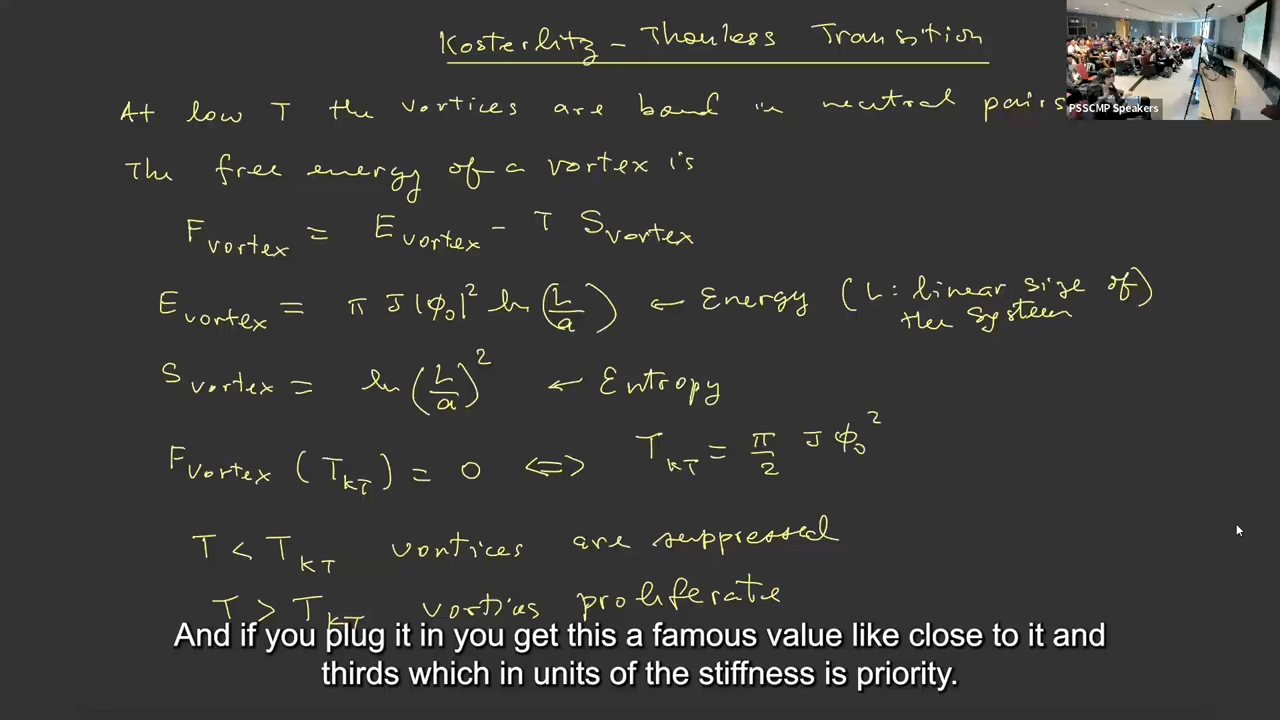 Kosterlitz - Thouless Transition
PSSCMP Speakers
At low T the vortices are bound in neutral pairs
The free energy of a vortex is
F_vortex = E_vortex - T S_vortex
E_vortex = π J |ϕ₀|² ln(L/a) ← Energy (L: linear size of the system)
S_vortex = ln(L/a)² ← Entropy
F_vortex (T_KT) = 0 ⇔ T_KT = π/2 J ϕ₀²
T < T_KT vortices are suppressed
T > T_KT vortices proliferate
And if you plug it in you get this a famous value like close to it and
thirds which in units of the stiffness is priority.